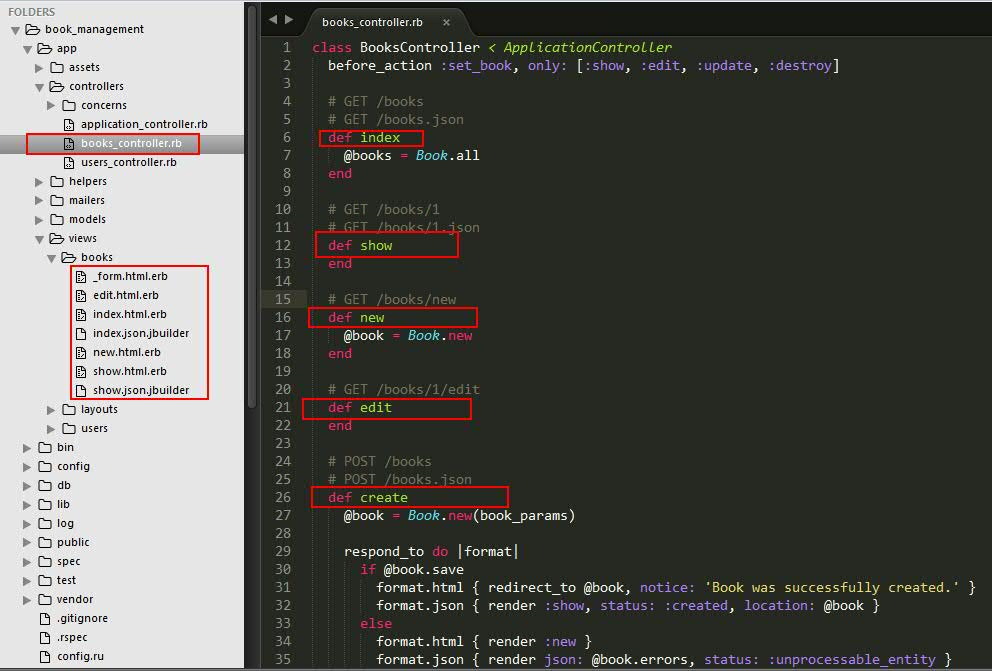 FOLDERS
book_management
app
assets
controllers
concerns
application_controller.rb
books_controller.rb
users_controller.rb
helpers
mailers
models
views
books
_form.html.erb
edit.html.erb
index.html.erb
index.json.jbuilder
new.html.erb
show.html.erb
show.json.jbuilder
layouts
users
bin
config
db
lib
log
public
spec
test
vendor
.gitignore
.rspec
config.ru
books_controller.rb ×
1 class BooksController < ApplicationController
2 before_action :set_book, only: [:show, :edit, :update, :destroy]
3
4 # GET /books
5 # GET /books.json
6 def index
7 @books = Book.all
8 end
9
10 # GET /books/1
11 # GET /books/1.json
12 def show
13 end
14
15 # GET /books/new
16 def new
17 @book = Book.new
18 end
19
20 # GET /books/1/edit
21 def edit
22 end
23
24 # POST /books
25 # POST /books.json
26 def create
27 @book = Book.new(book_params)
28
29 respond_to do |format|
30 if @book.save
31 format.html { redirect_to @book, notice: 'Book was successfully created.' }
32 format.json { render :show, status: :created, location: @book }
33 else
34 format.html { render :new }
35 format.json { render json: @book.errors, status: :unprocessable_entity }